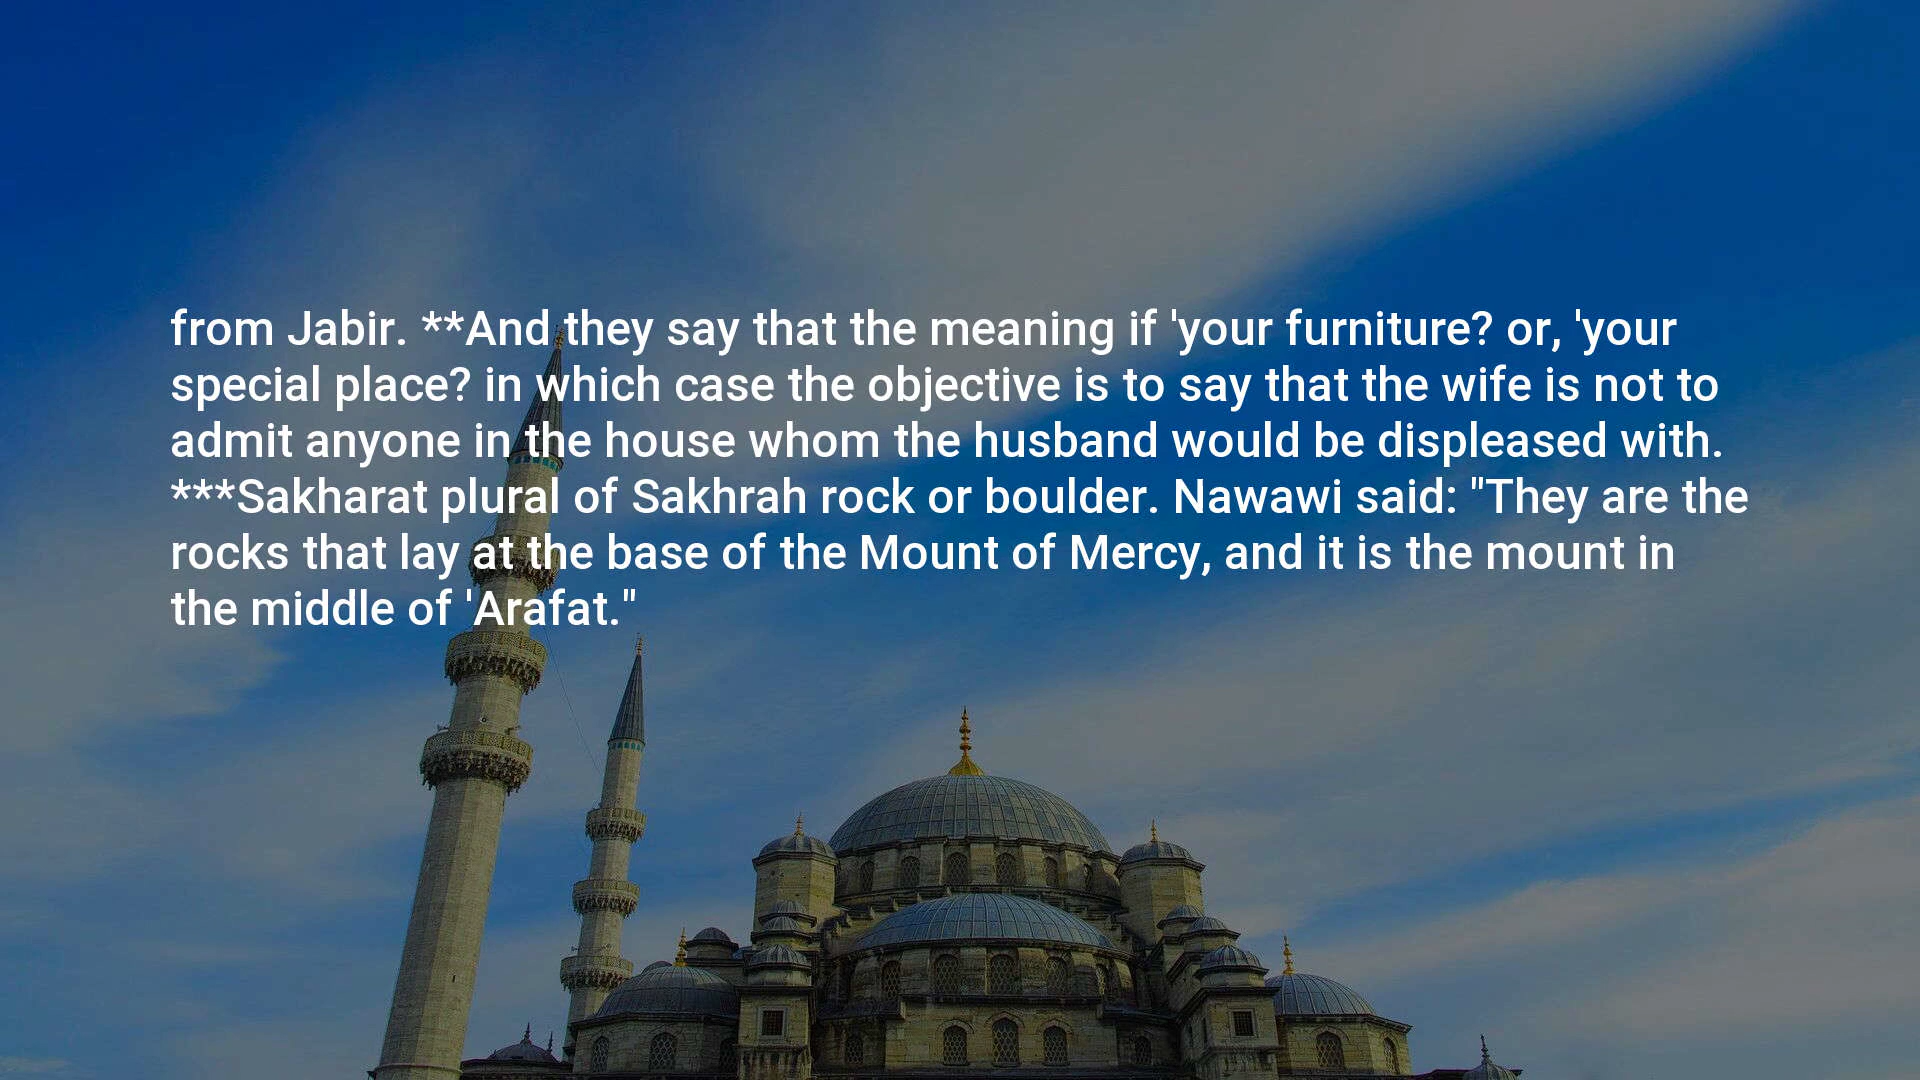 from Jabir. **And they say that the meaning if 'your furniture? or, 'your
special place? in which case the objective is to say that the wife is not to
admit anyone in the house whom the husband would be displeased with.
***Sakharat plural of Sakhrah rock or boulder. Nawawi said: "They are the
rocks that lay at the base of the Mount of Mercy, and it is the mount in
the middle of 'Arafat."